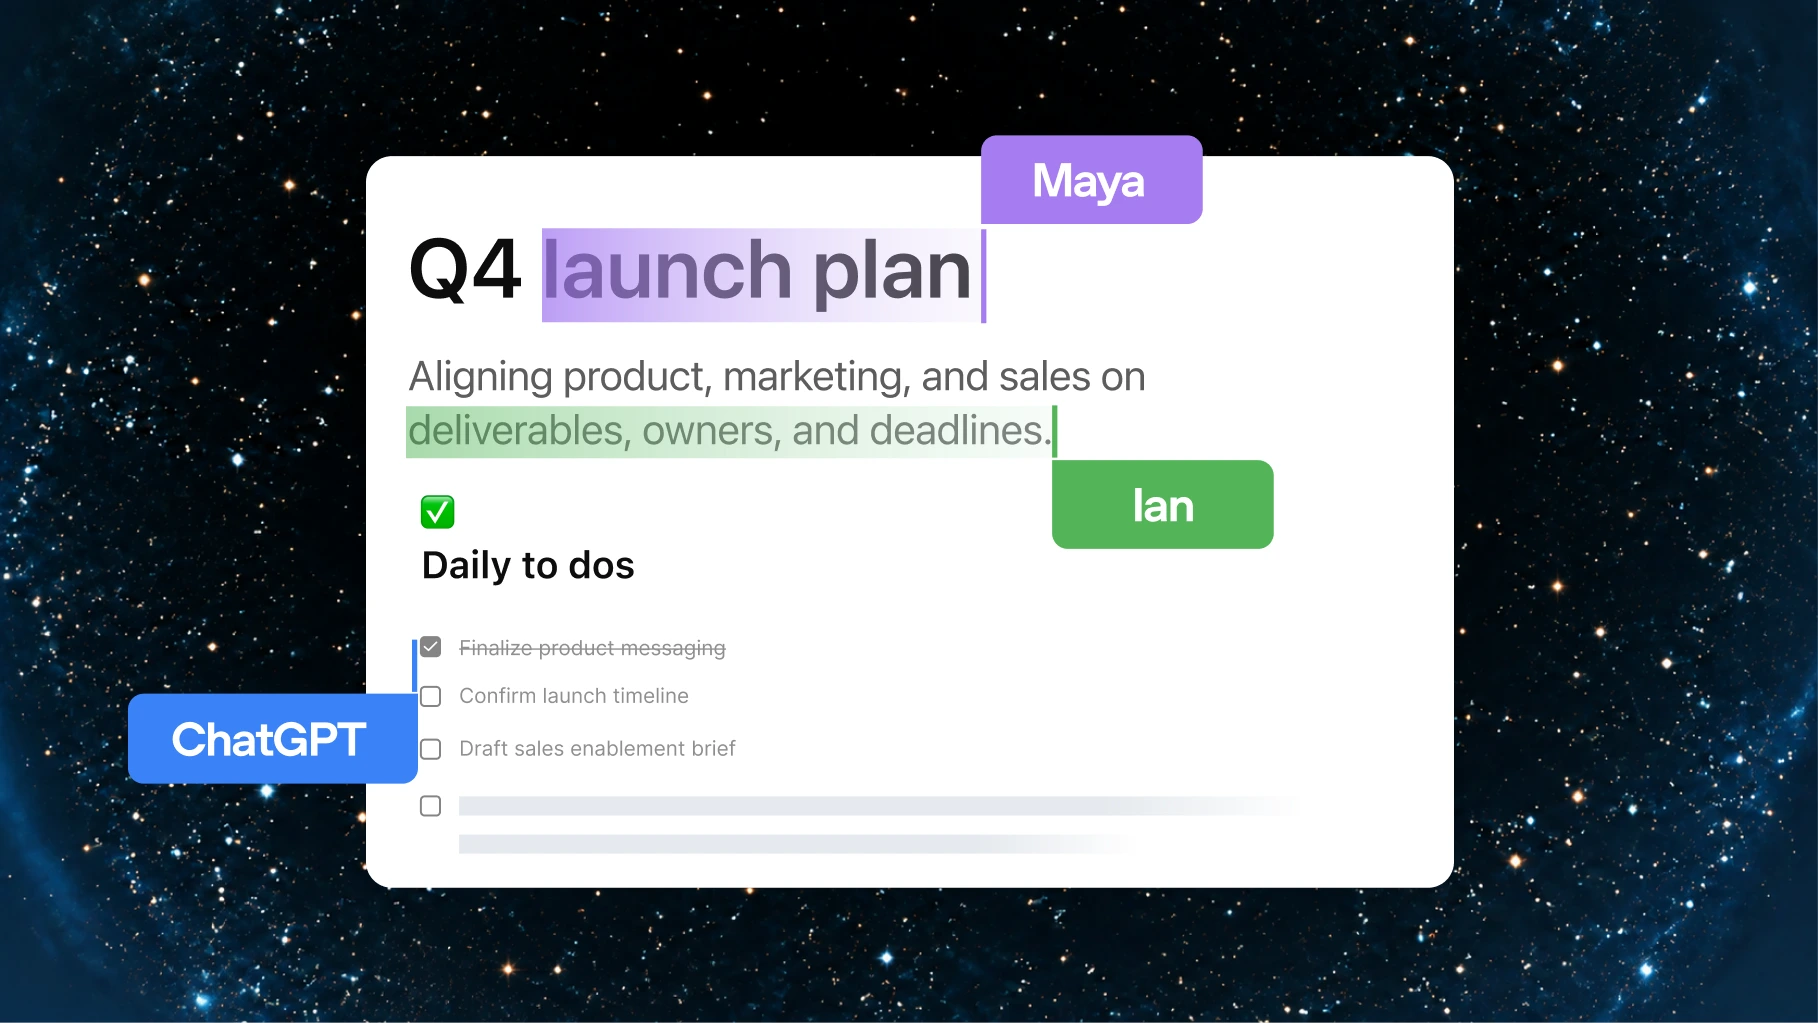 Maya
Q4 launch plan
Aligning product, marketing, and sales on
deliverables, owners, and deadlines.
Ian
✅
Daily to dos
Finalize product messaging
Confirm launch timeline
ChatGPT
Draft sales enablement brief